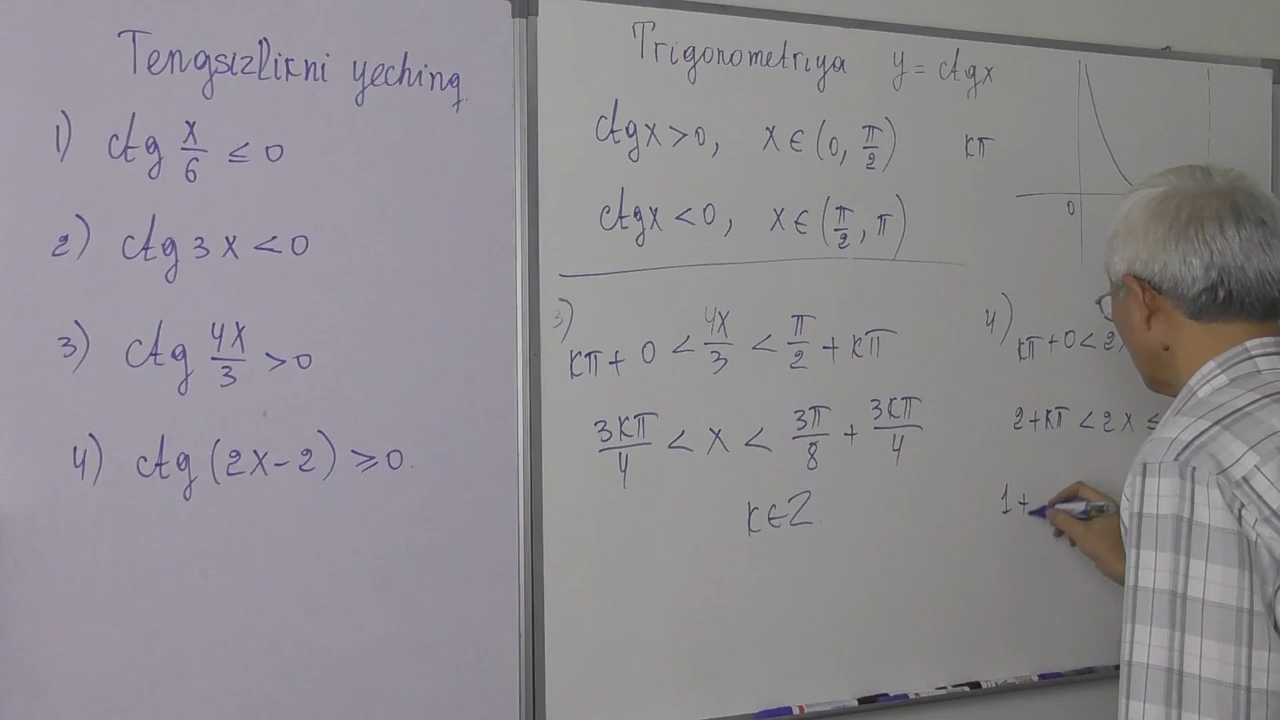 Tengsizlikni yeching.
1) ctg x/6 ≤ 0
2) ctg 3x < 0
3) ctg 4x/3 > 0
4) ctg (2x-2) ≥ 0.
Trigonometriya y = ctgx
ctgx > 0, x ∈ (0, π/2) kπ
ctgx < 0, x ∈ (π/2, π)
0
3)
kπ + 0 < 4x/3 < π/2 + kπ
3kπ/4 < x < 3π/8 + 3kπ/4
k ∈ Z
4)
kπ + 0 < 2x
2 + kπ < 2x ≤
1 +